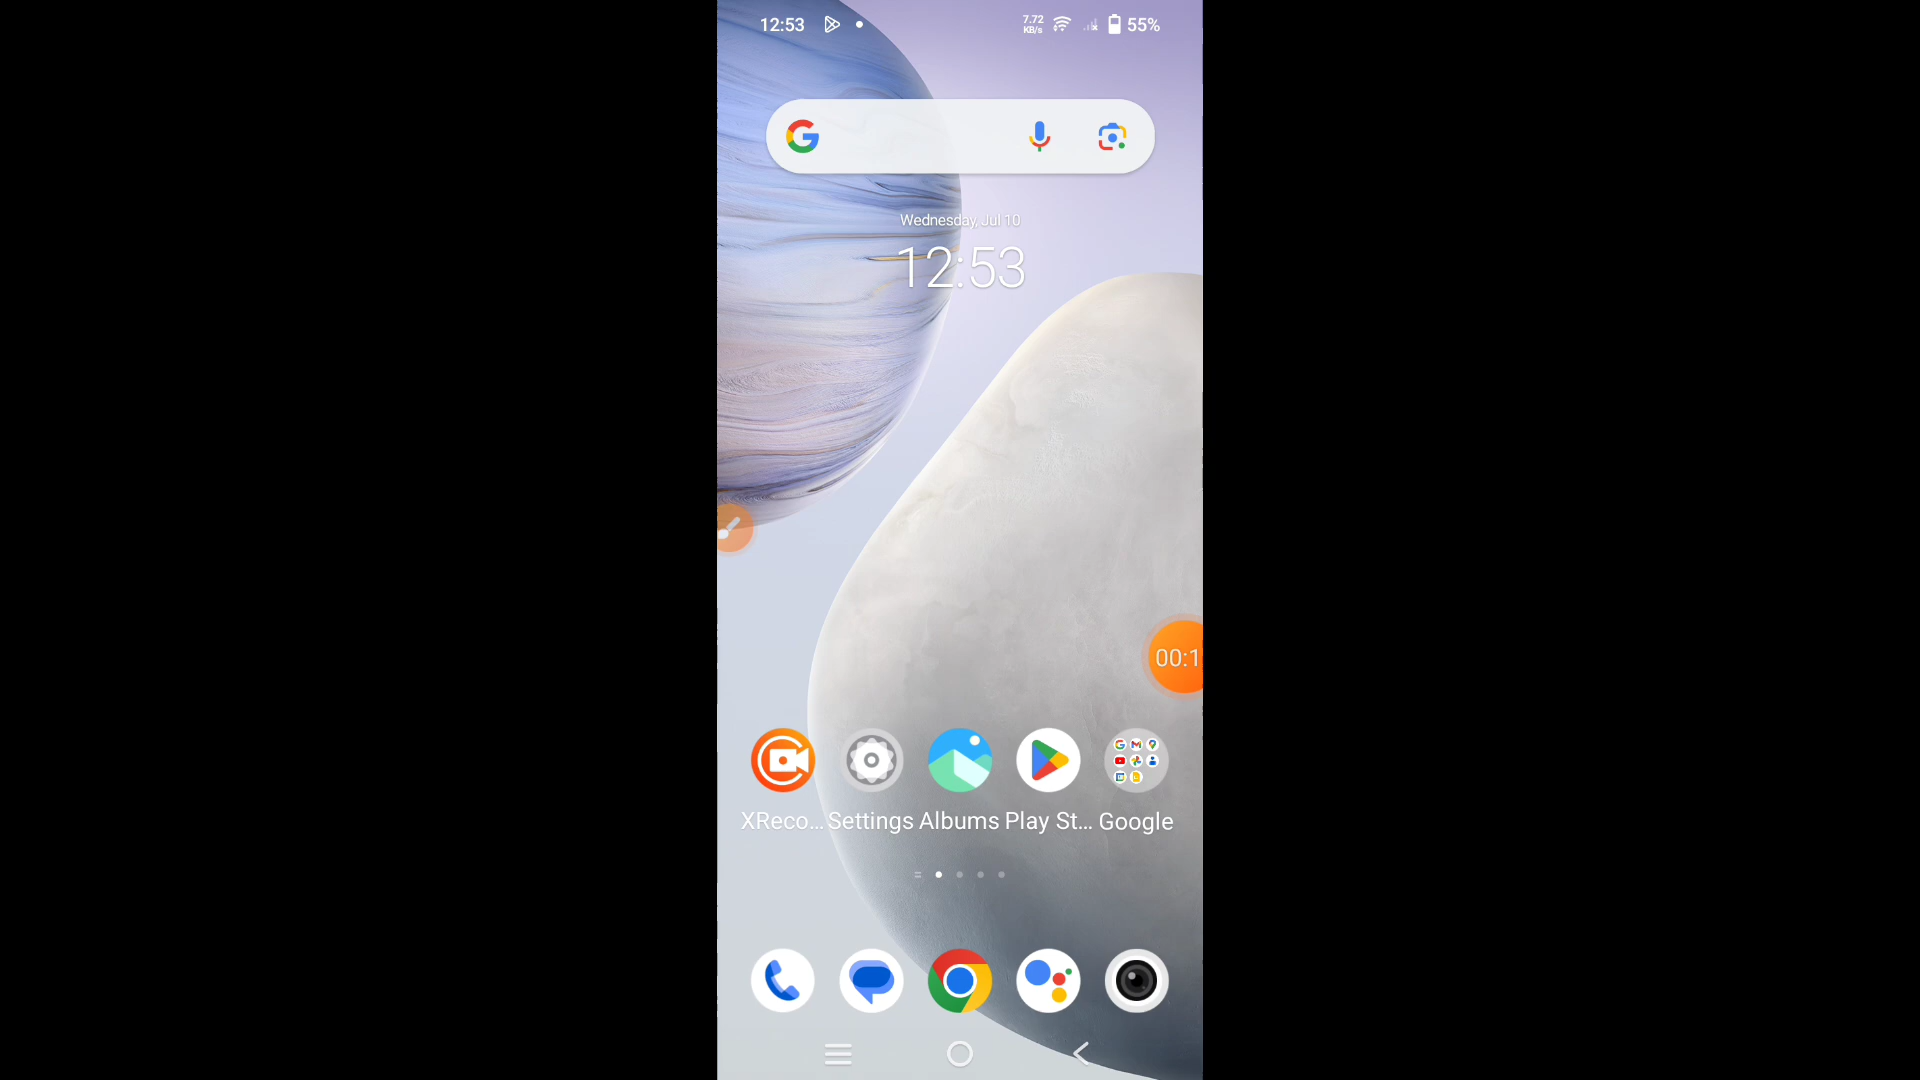 12:53 7.72 KB/s 55%
Wednesday, Jul 10
12:53
00:1
XReco... Settings Albums Play St... Google